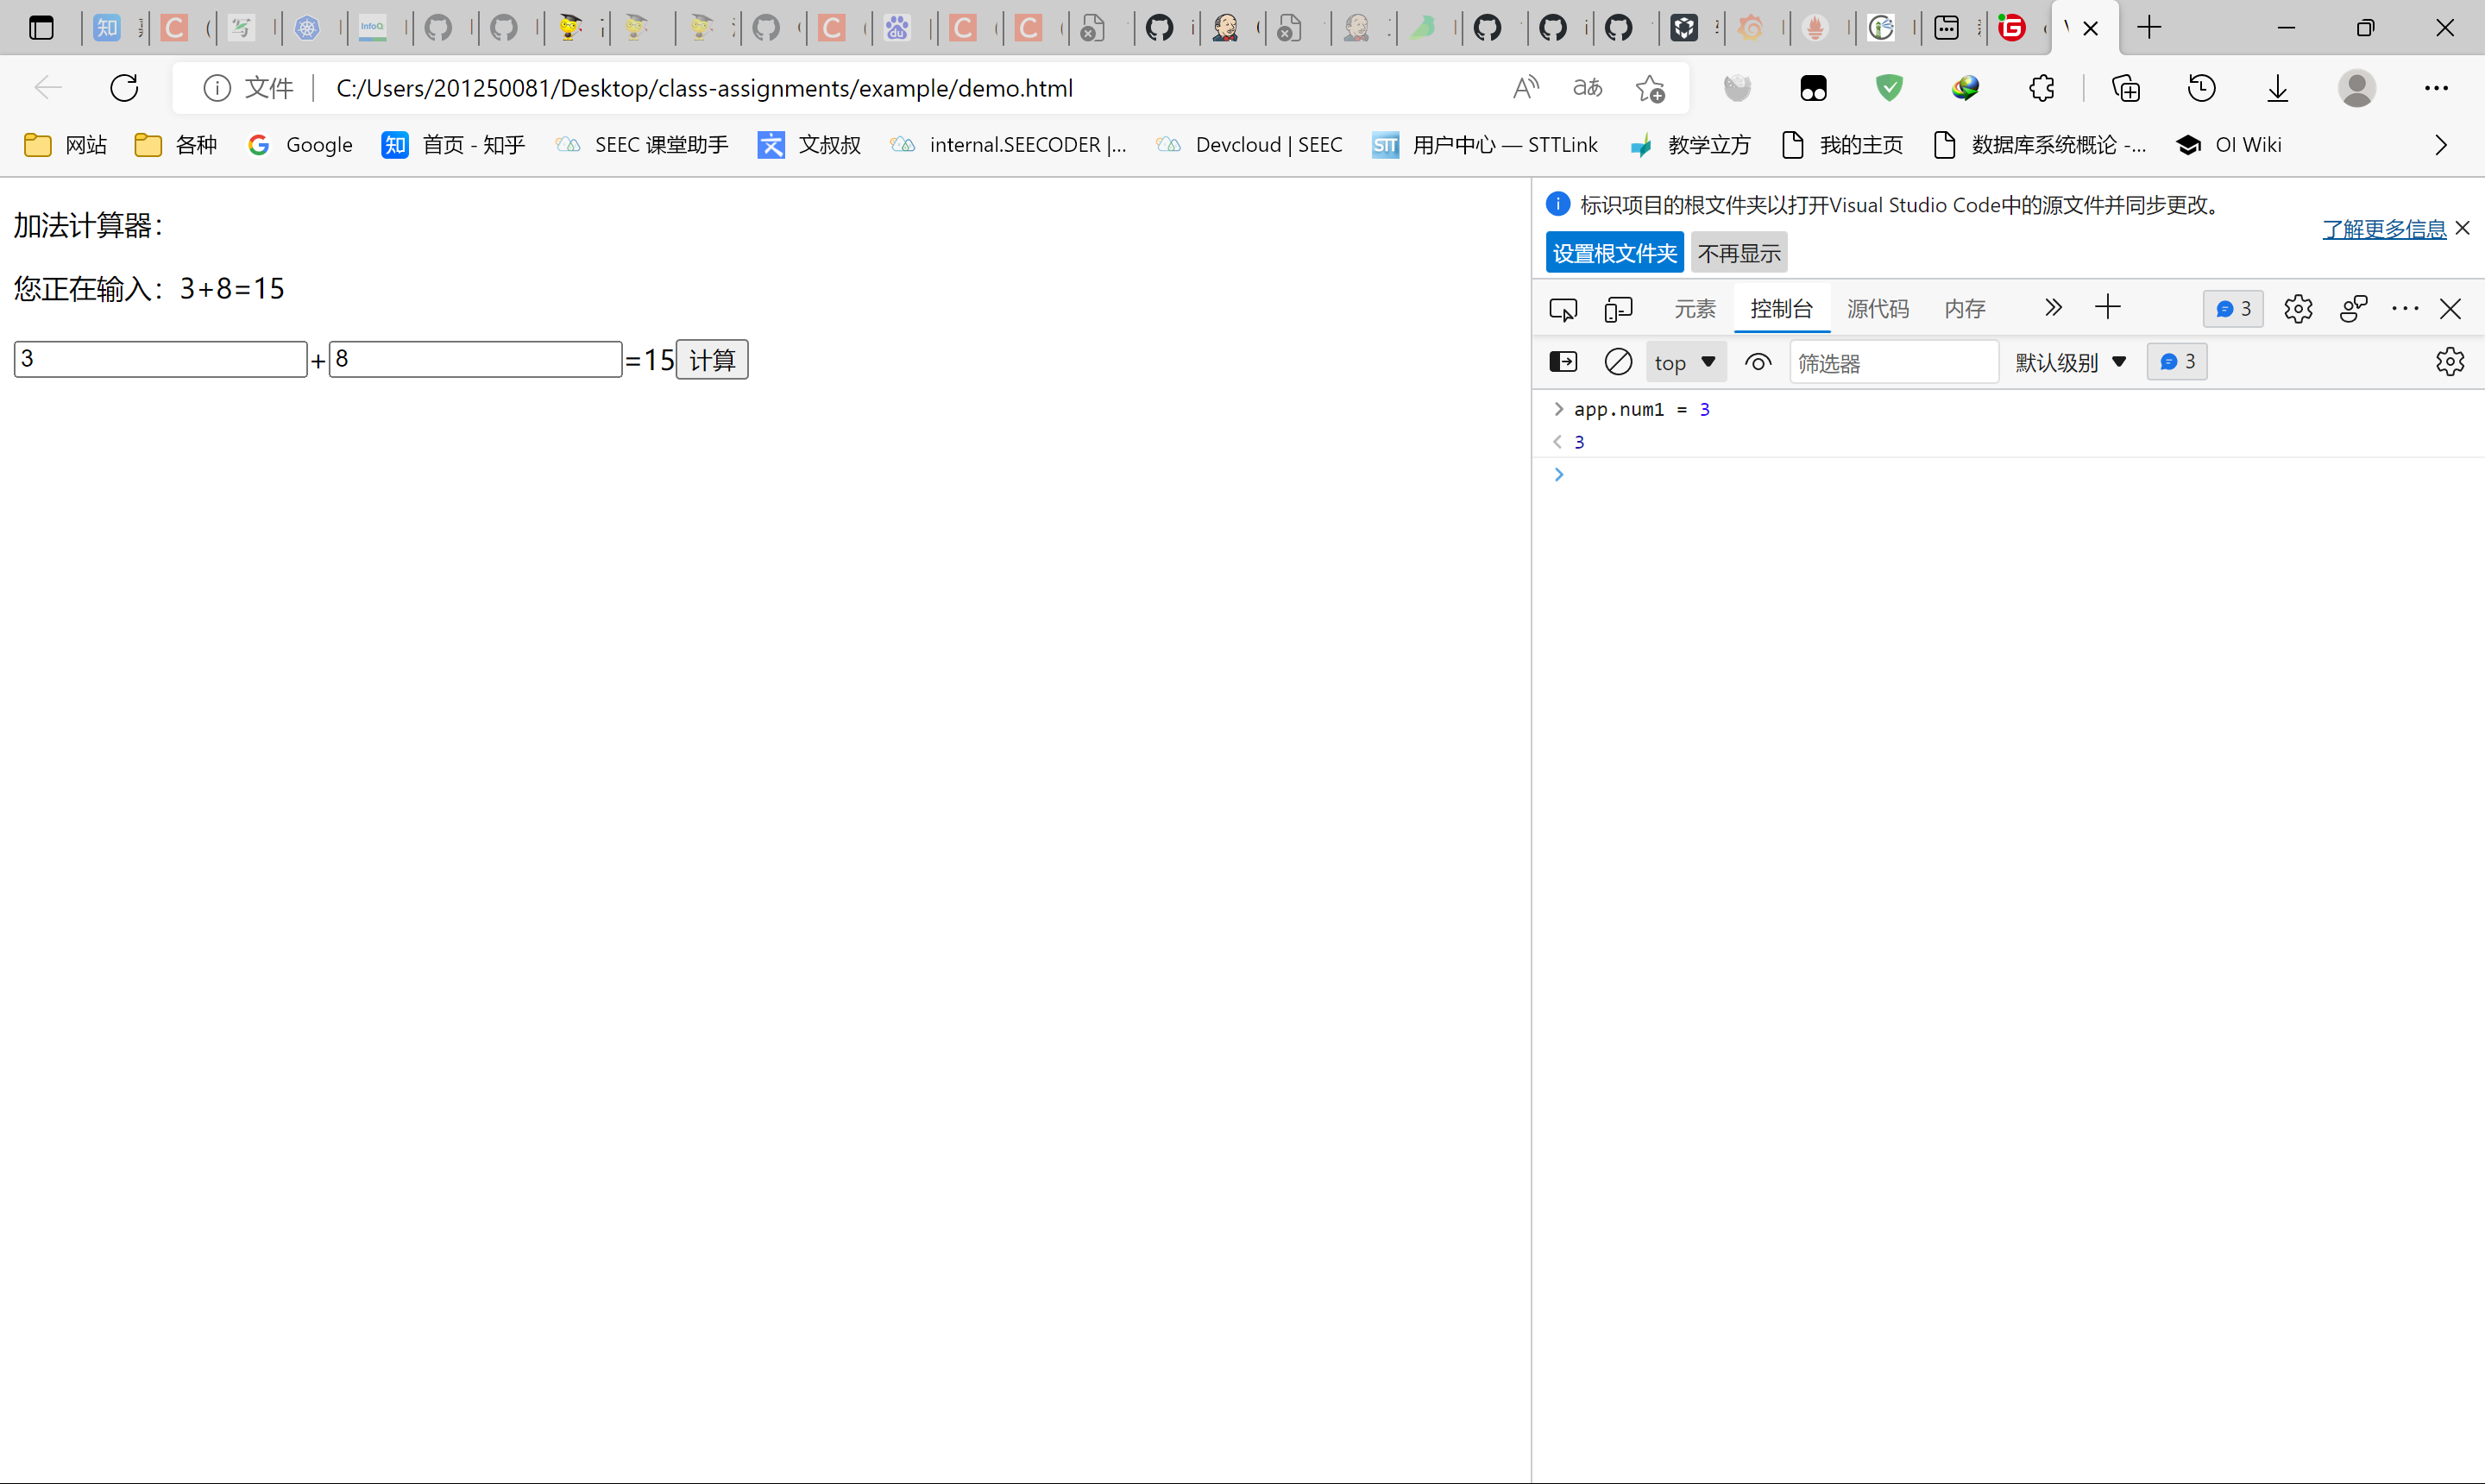 文件 C:/Users/201250081/Desktop/class-assignments/example/demo.html
网站 各种 Google 知 首页 - 知乎 SEEC 课堂助手 文 文叔叔 internal.SEECODER |... Devcloud | SEEC STT 用户中心 — STTLink 教学立方 我的主页 数据库系统概论 -... OI Wiki
加法计算器：
您正在输入：3+8=15
3+8=15计算
标识项目的根文件夹以打开Visual Studio Code中的源文件并同步更改。
了解更多信息
设置根文件夹 不再显示
元素 控制台 源代码 内存 3
top 筛选器 默认级别 3
app.num1 = 3
3